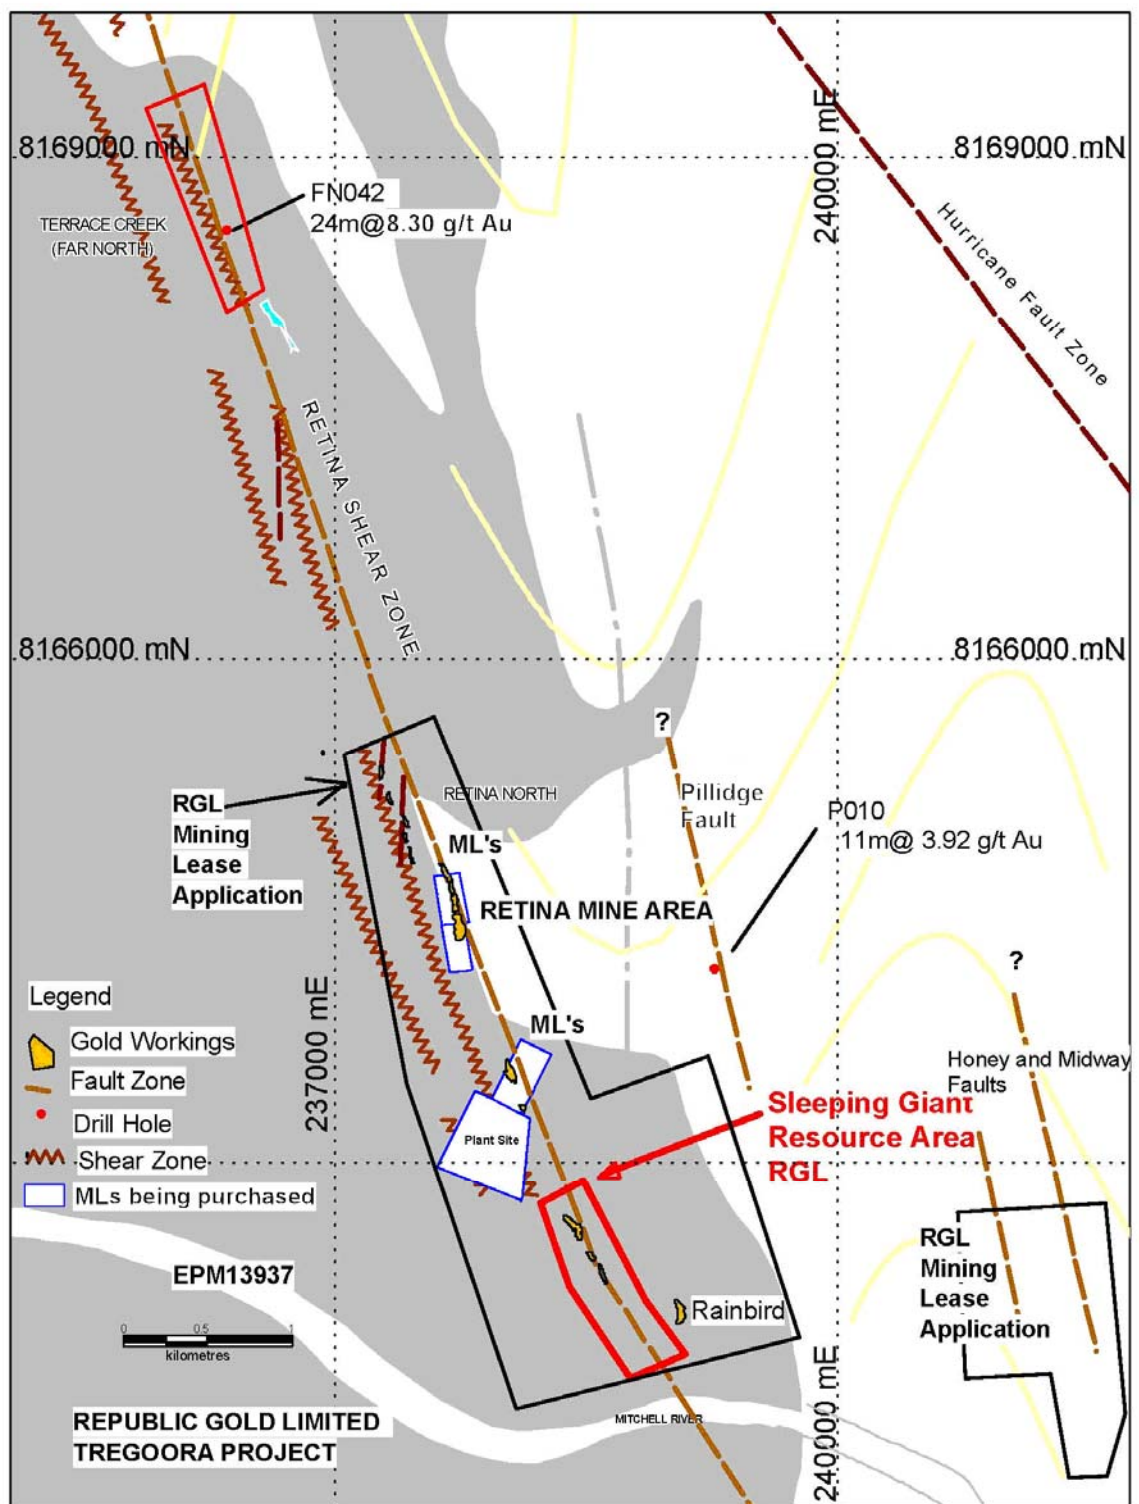 240000 mE
8169000 mN
8169000 mN
FN042
24m@8.30 g/t Au
TERRACE CREEK
(FAR NORTH)
Hurricane Fault Zone
RETINA SHEAR ZONE
8166000 mN
8166000 mN
?
RETINA NORTH
Pillidge
Fault
P010
11m@ 3.92 g/t Au
RGL
Mining
Lease
Application
ML's
RETINA MINE AREA
?
237000 mE
Legend
Gold Workings
Fault Zone
Drill Hole
Shear Zone
MLs being purchased
ML's
Honey and Midway
Faults
Plant Site
Sleeping Giant
Resource Area
RGL
RGL
Mining
Lease
Application
EPM13937
Rainbird
0 0.5 1
kilometres
240000 mE
MITCHELL RIVER
REPUBLIC GOLD LIMITED
TREGOORA PROJECT